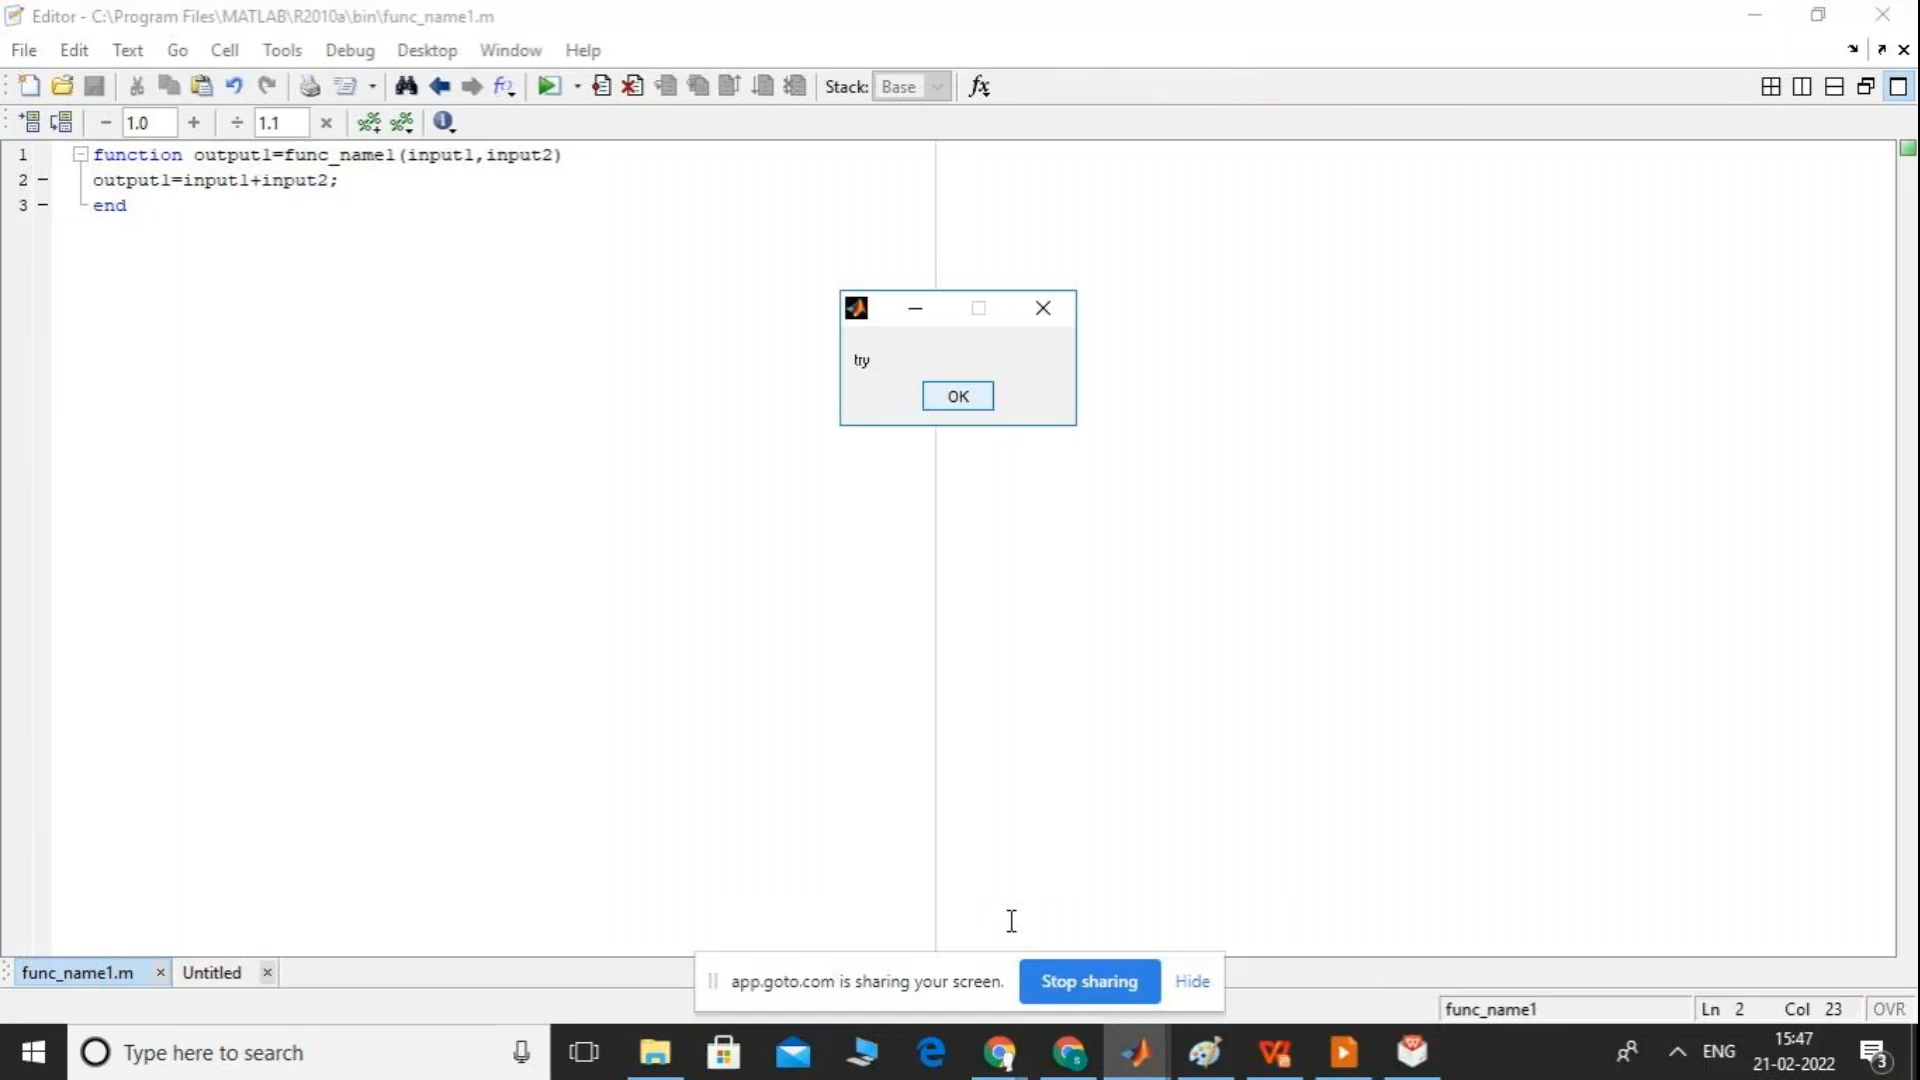 Editor - C:\Program Files\MATLAB\R2010a\bin\func_name1.m
File Edit Text Go Cell Tools Debug Desktop Window Help
Stack: Base fx
− 1.0 + ÷ 1.1 ×
1 function output1=func_name1(input1,input2)
2 output1=input1+input2;
3 end
try
OK
func_name1.m Untitled
app.goto.com is sharing your screen. Stop sharing Hide
func_name1 Ln 2 Col 23 OVR
Type here to search
ENG
15:47
21-02-2022
3